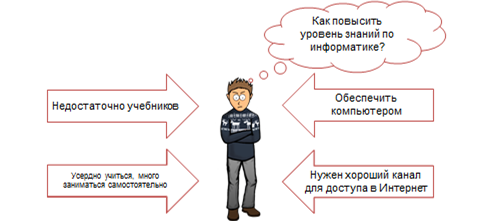 Как повысить
уровень знаний по
информатике?
Недостаточно учебников
Обеспечить
компьютером
Усердно учиться, много
заниматься самостоятельно
Нужен хороший канал
для доступа в Интернет